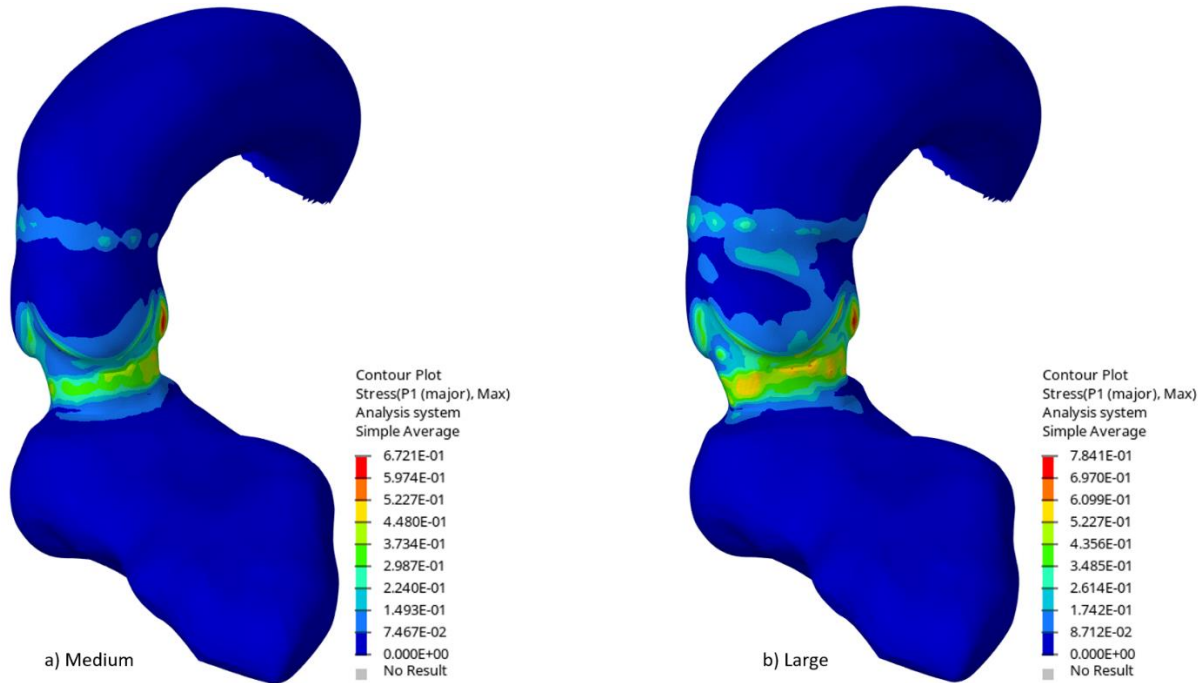 Contour Plot
Stress(P1 (major), Max)
Analysis system
Simple Average
6.721E-01
5.974E-01
5.227E-01
4.480E-01
3.734E-01
2.987E-01
2.240E-01
1.493E-01
7.467E-02
0.000E+00
No Result
a) Medium
Contour Plot
Stress(P1 (major), Max)
Analysis system
Simple Average
7.841E-01
6.970E-01
6.099E-01
5.227E-01
4.356E-01
3.485E-01
2.614E-01
1.742E-01
8.712E-02
0.000E+00
No Result
b) Large